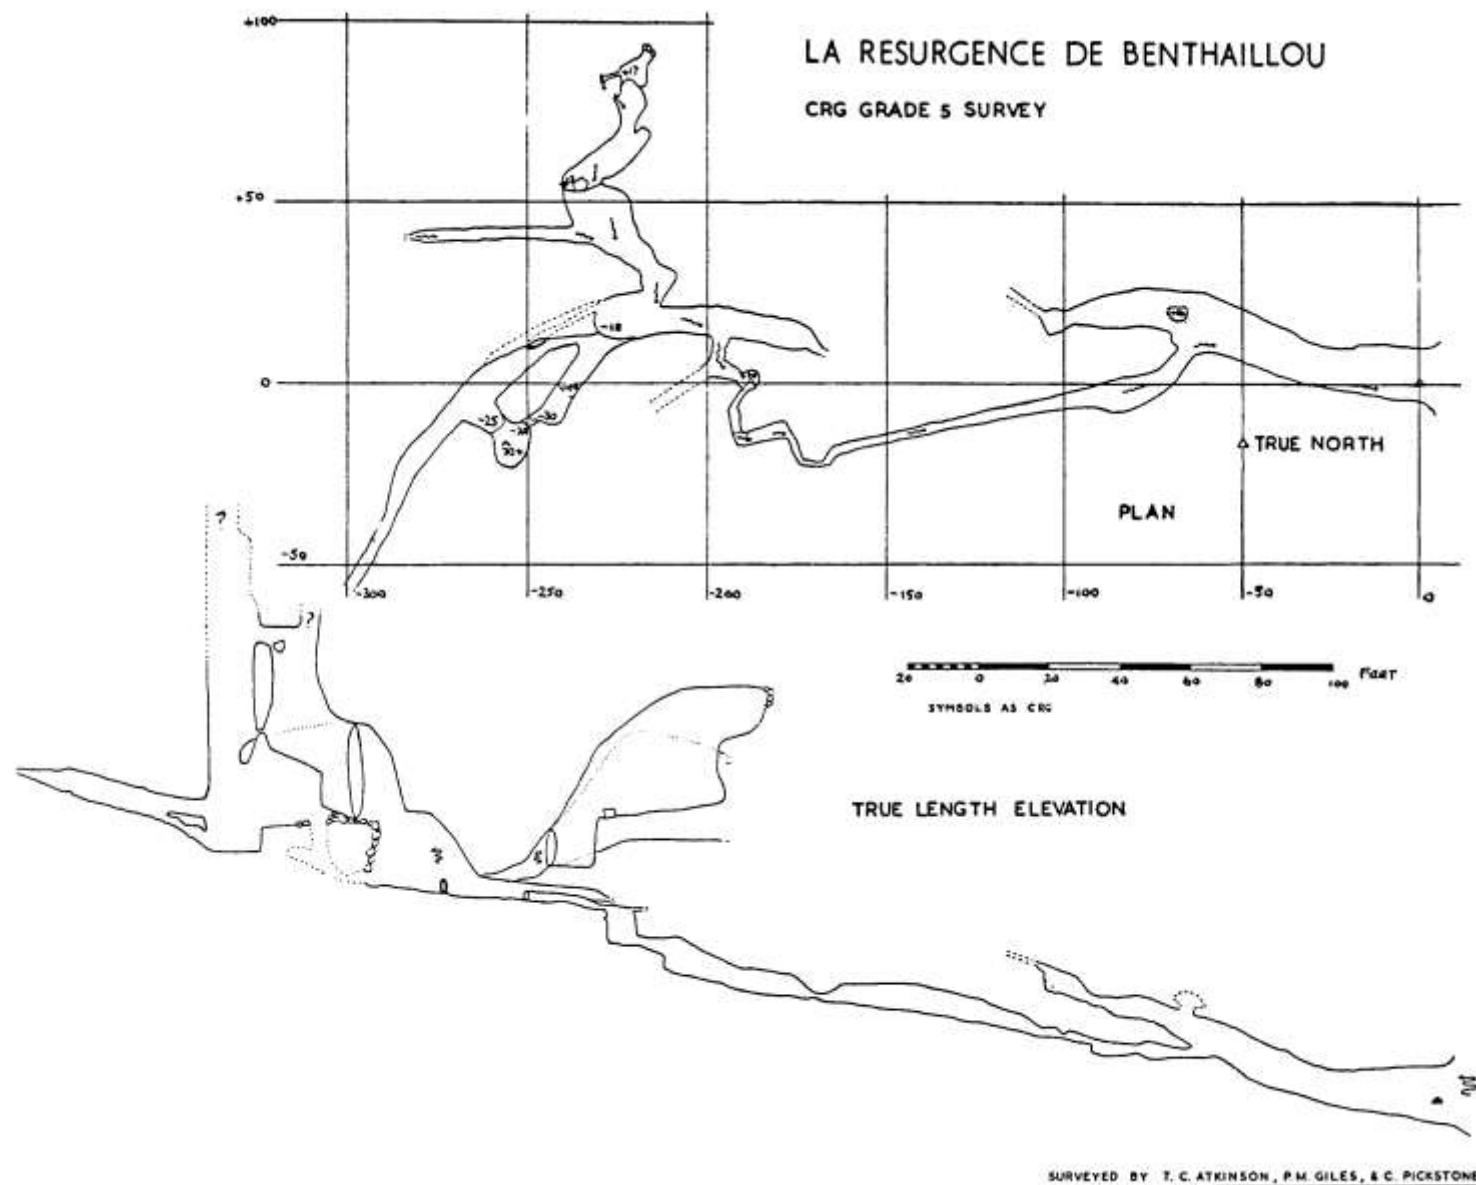 +100
LA RESURGENCE DE BENTHAILLOU
CRG GRADE 5 SURVEY
+17
+50
-18
0
-25
-30
TRUE NORTH
PLAN
?
-50
-300 -250 -200 -150 -100 -50 0
?
20 0 20 40 60 80 100 FEET
SYMBOLS AS CRG
TRUE LENGTH ELEVATION
SURVEYED BY T. C. ATKINSON, P.M. GILES, & C. PICKSTONE